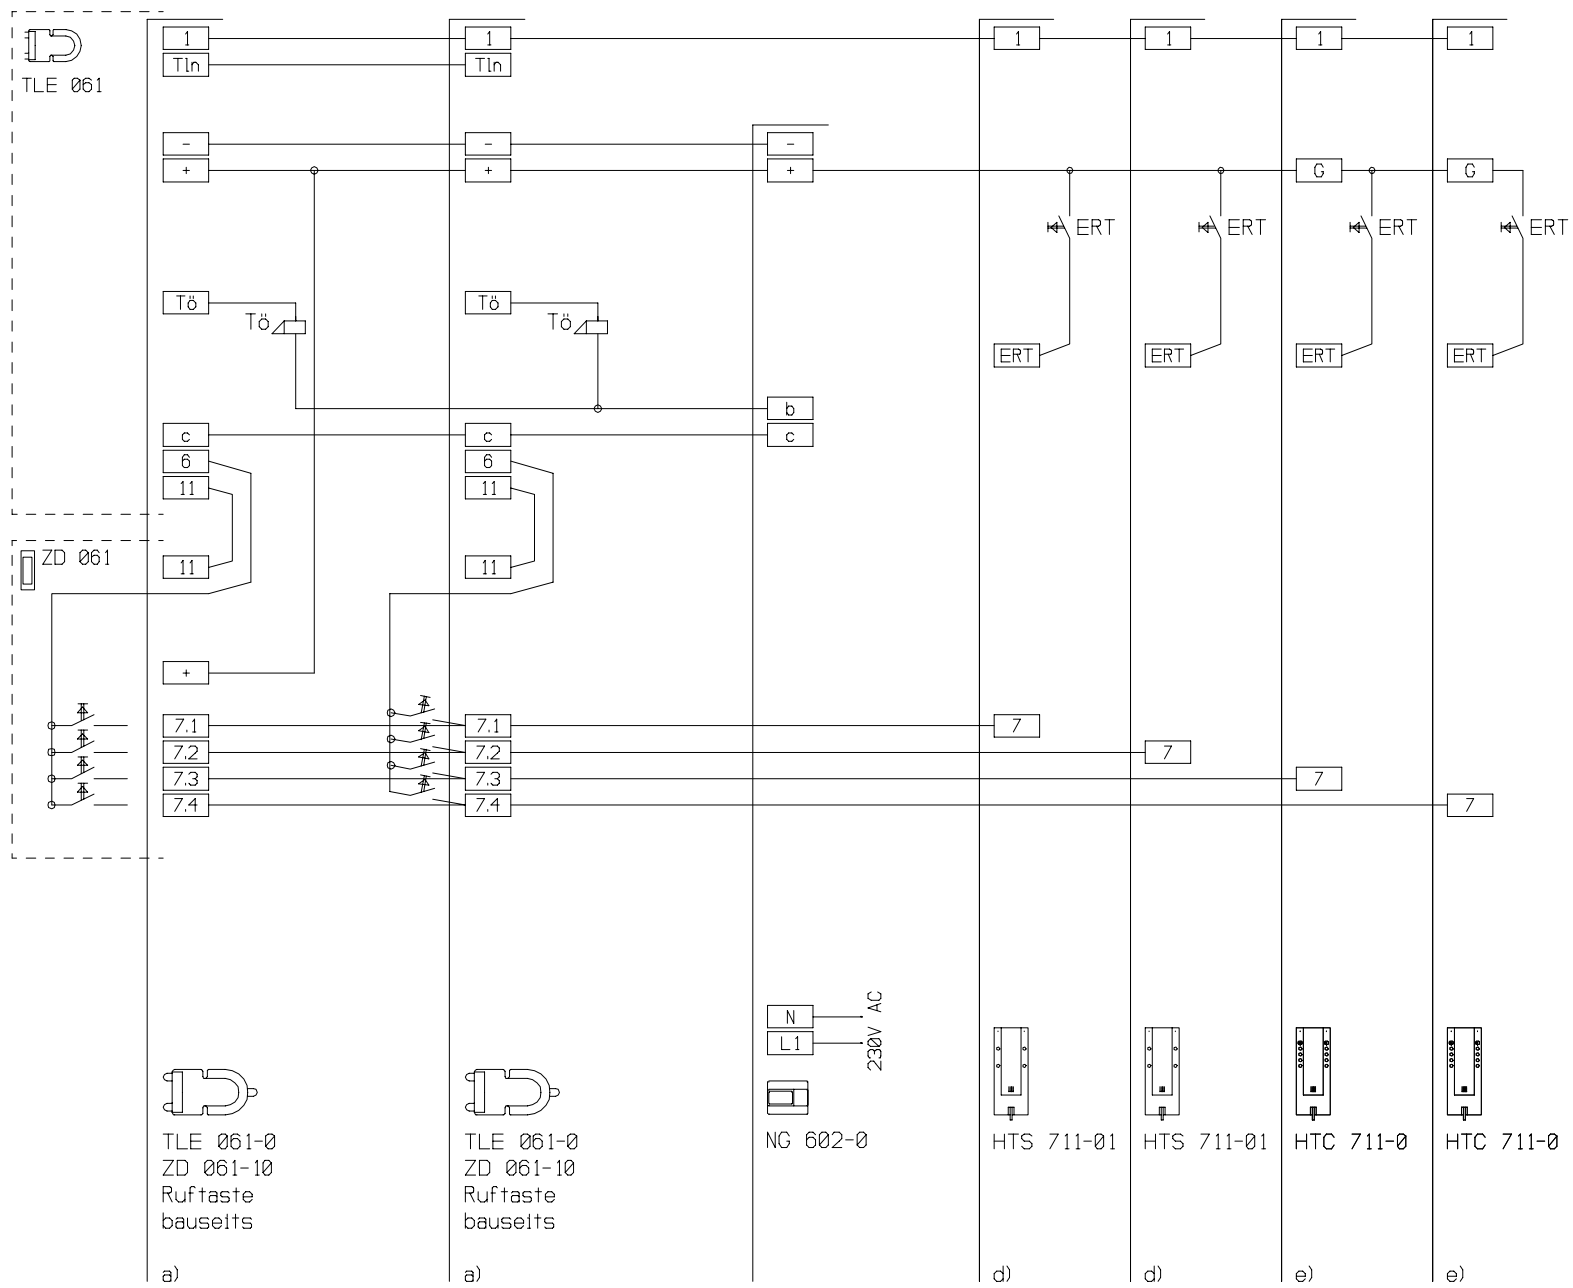 1 1 1 1 1 1
Tln Tln
TLE 061
- - -
+ + + G G
ERT ERT ERT ERT
Tö Tö
Tö Tö
ERT ERT ERT ERT
b
c c c
6 6
11 11
ZD 061
11 11
+
7.1 7.1 7
7.2 7.2 7
7.3 7.3 7
7.4 7.4 7
N
L1
230V AC
TLE 061-0
ZD 061-10
Ruftaste
bauseits
TLE 061-0
ZD 061-10
Ruftaste
bauseits
NG 602-0
HTS 711-01
HTS 711-01
HTC 711-0
HTC 711-0
a) a) d) d) e) e)